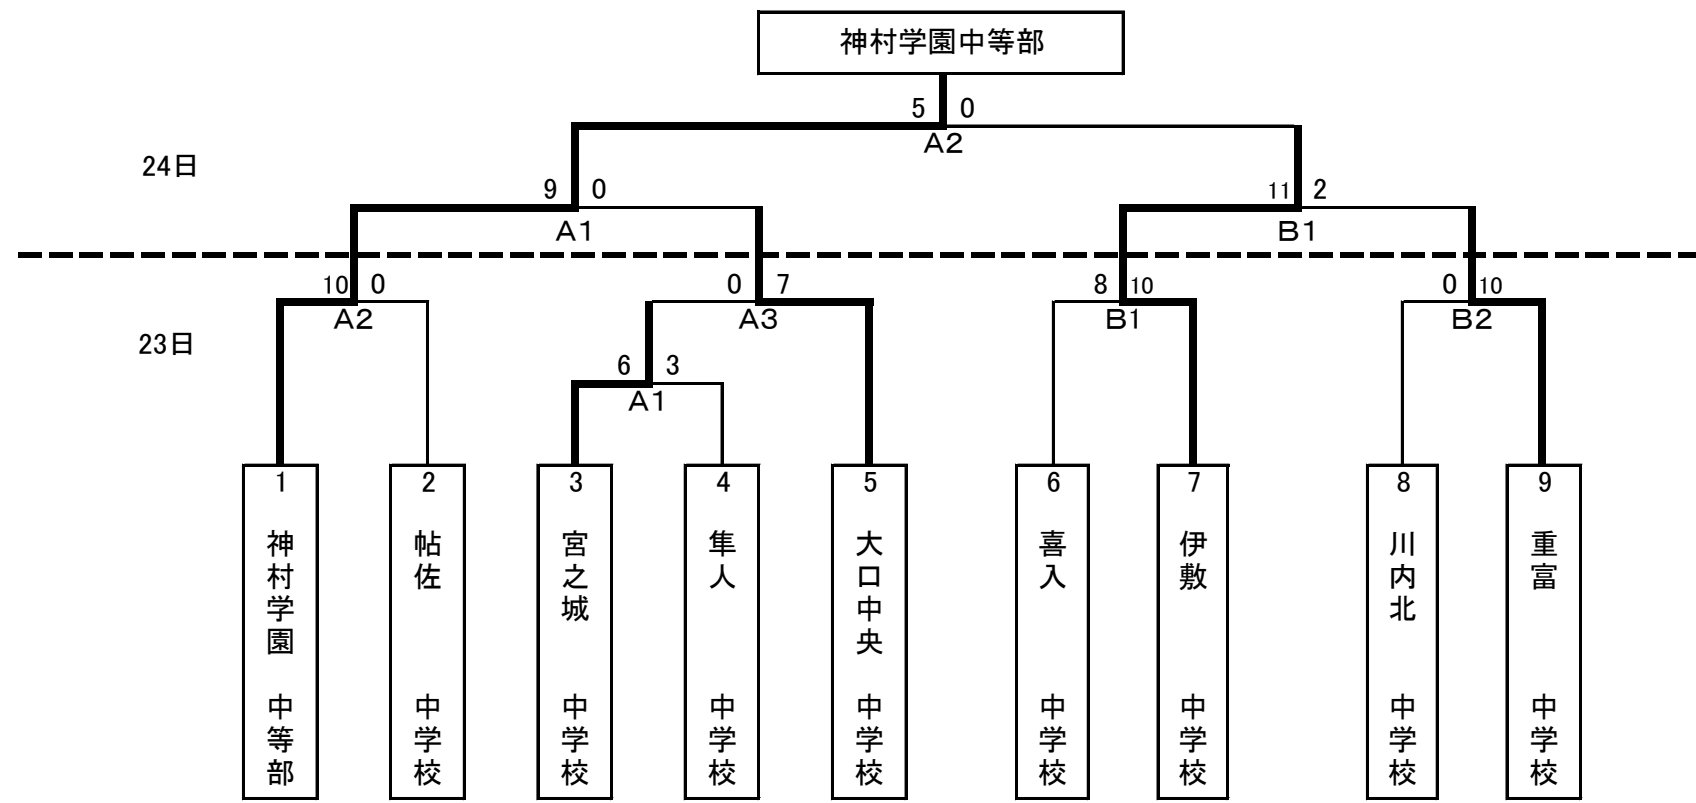 神村学園中等部
5 0
A2
24日
9 0
11 2
A1
B1
10 0
0 7
8 10
0 10
A2
A3
B1
B2
23日
6 3
A1
1
神村学園 中等部
2
帖佐 中学校
3
宮之城 中学校
4
隼人 中学校
5
大口中央 中学校
6
喜入 中学校
7
伊敷 中学校
8
川内北 中学校
9
重富 中学校